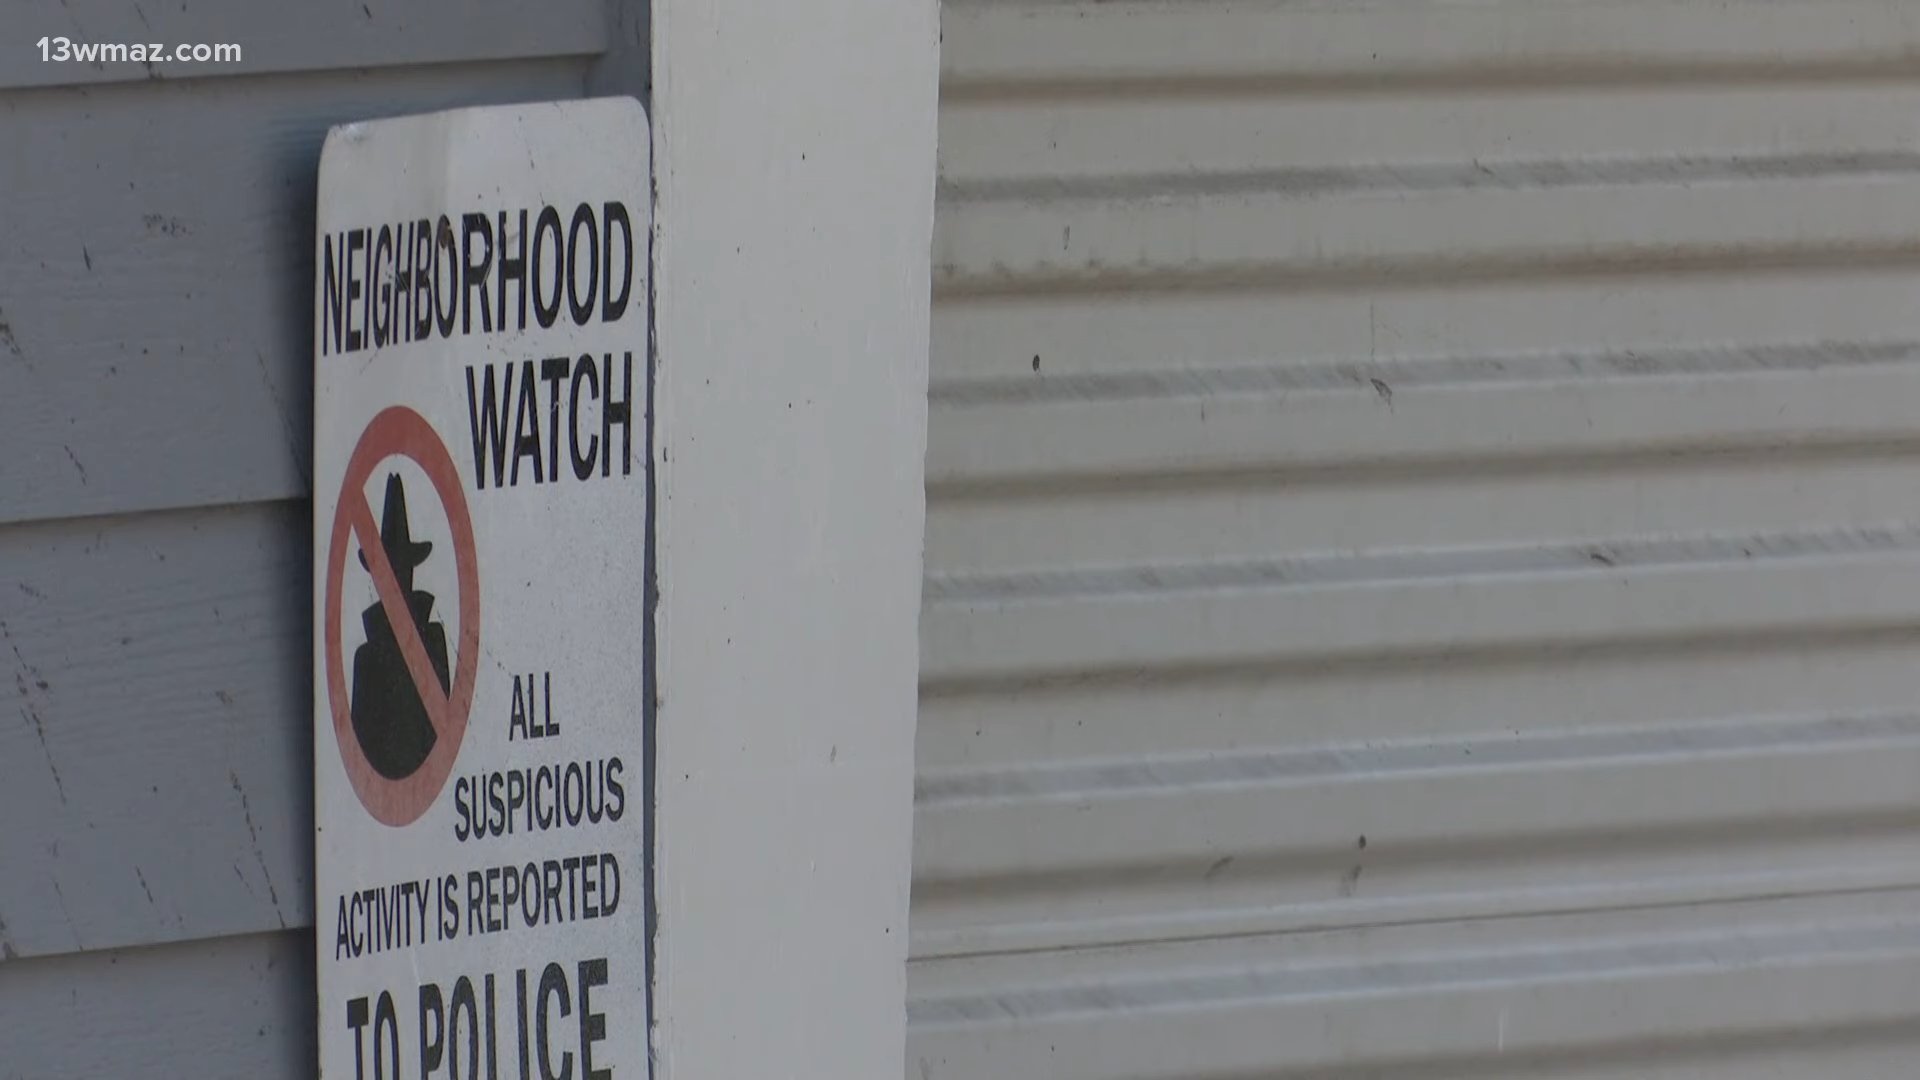 13wmaz.com
NEIGHBORHOOD
WATCH
ALL
SUSPICIOUS
ACTIVITY IS REPORTED
TO POLICE